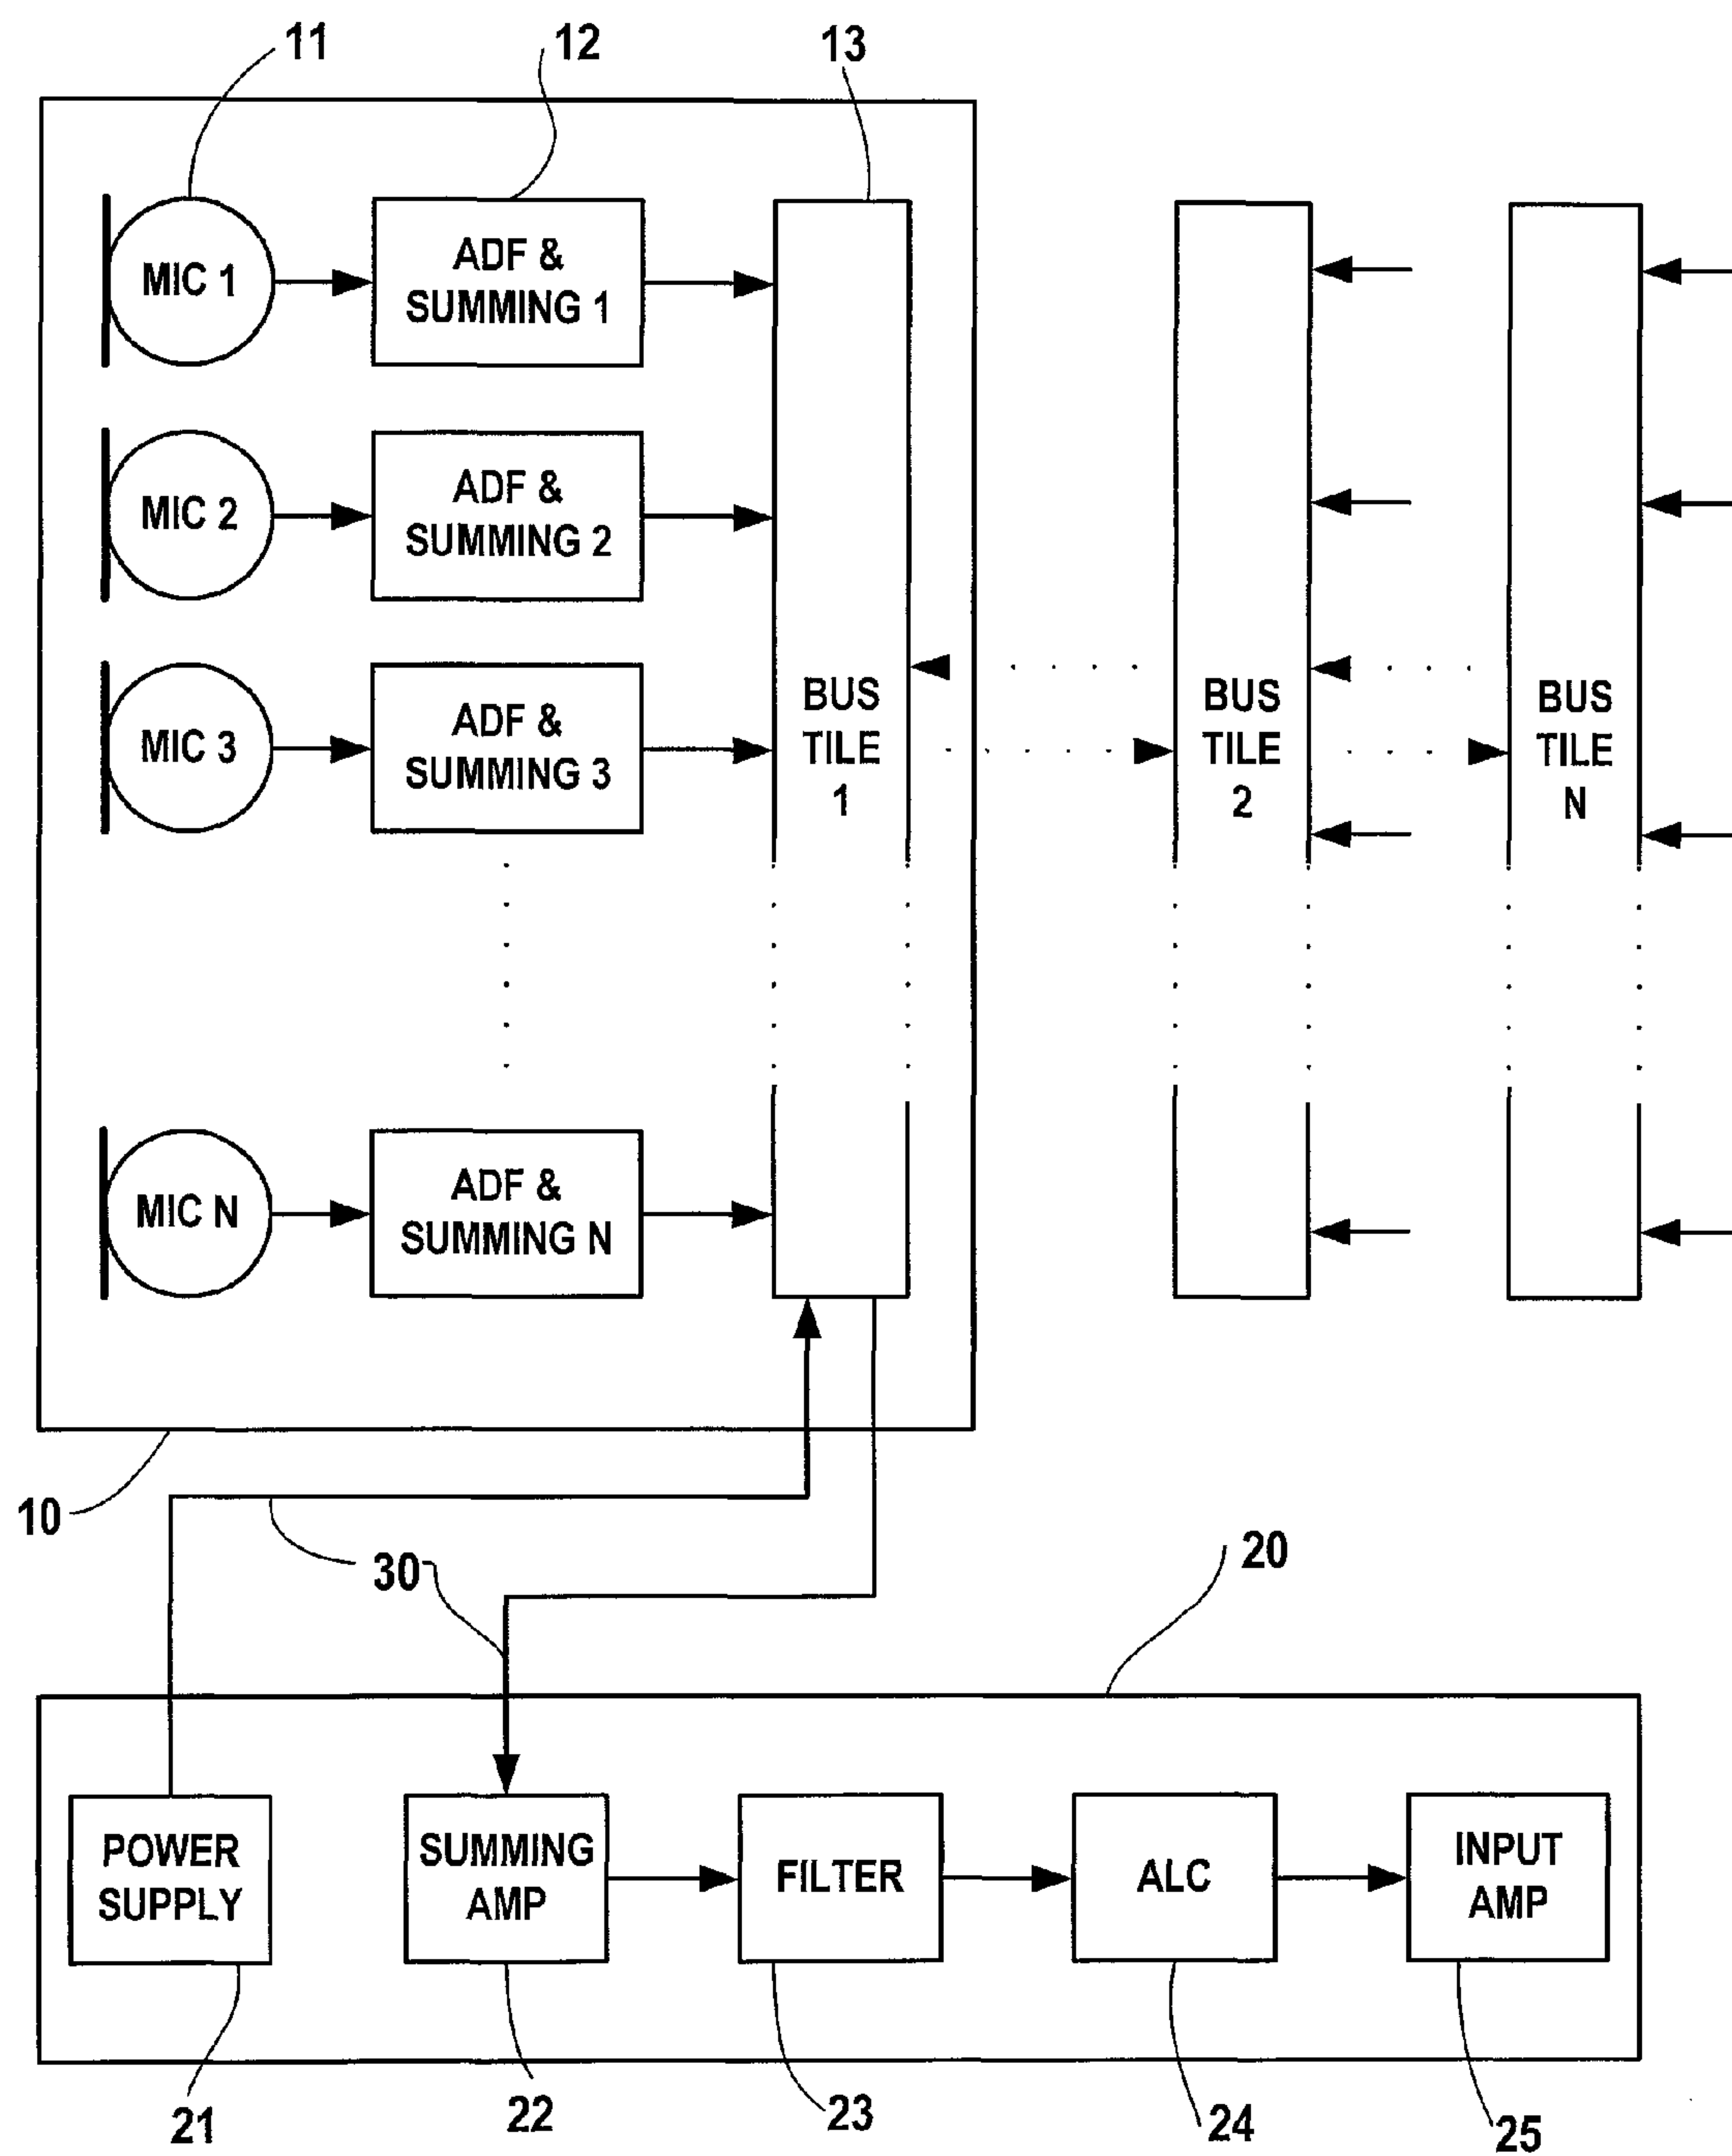 11
12
13
MIC 1
ADF &
SUMMING 1
MIC 2
ADF &
SUMMING 2
MIC 3
ADF &
SUMMING 3
BUS
TILE
1
BUS
TILE
2
BUS
TILE
N
MIC N
ADF &
SUMMING N
10
30
20
POWER
SUPPLY
SUMMING
AMP
FILTER
ALC
INPUT
AMP
21
22
23
24
25